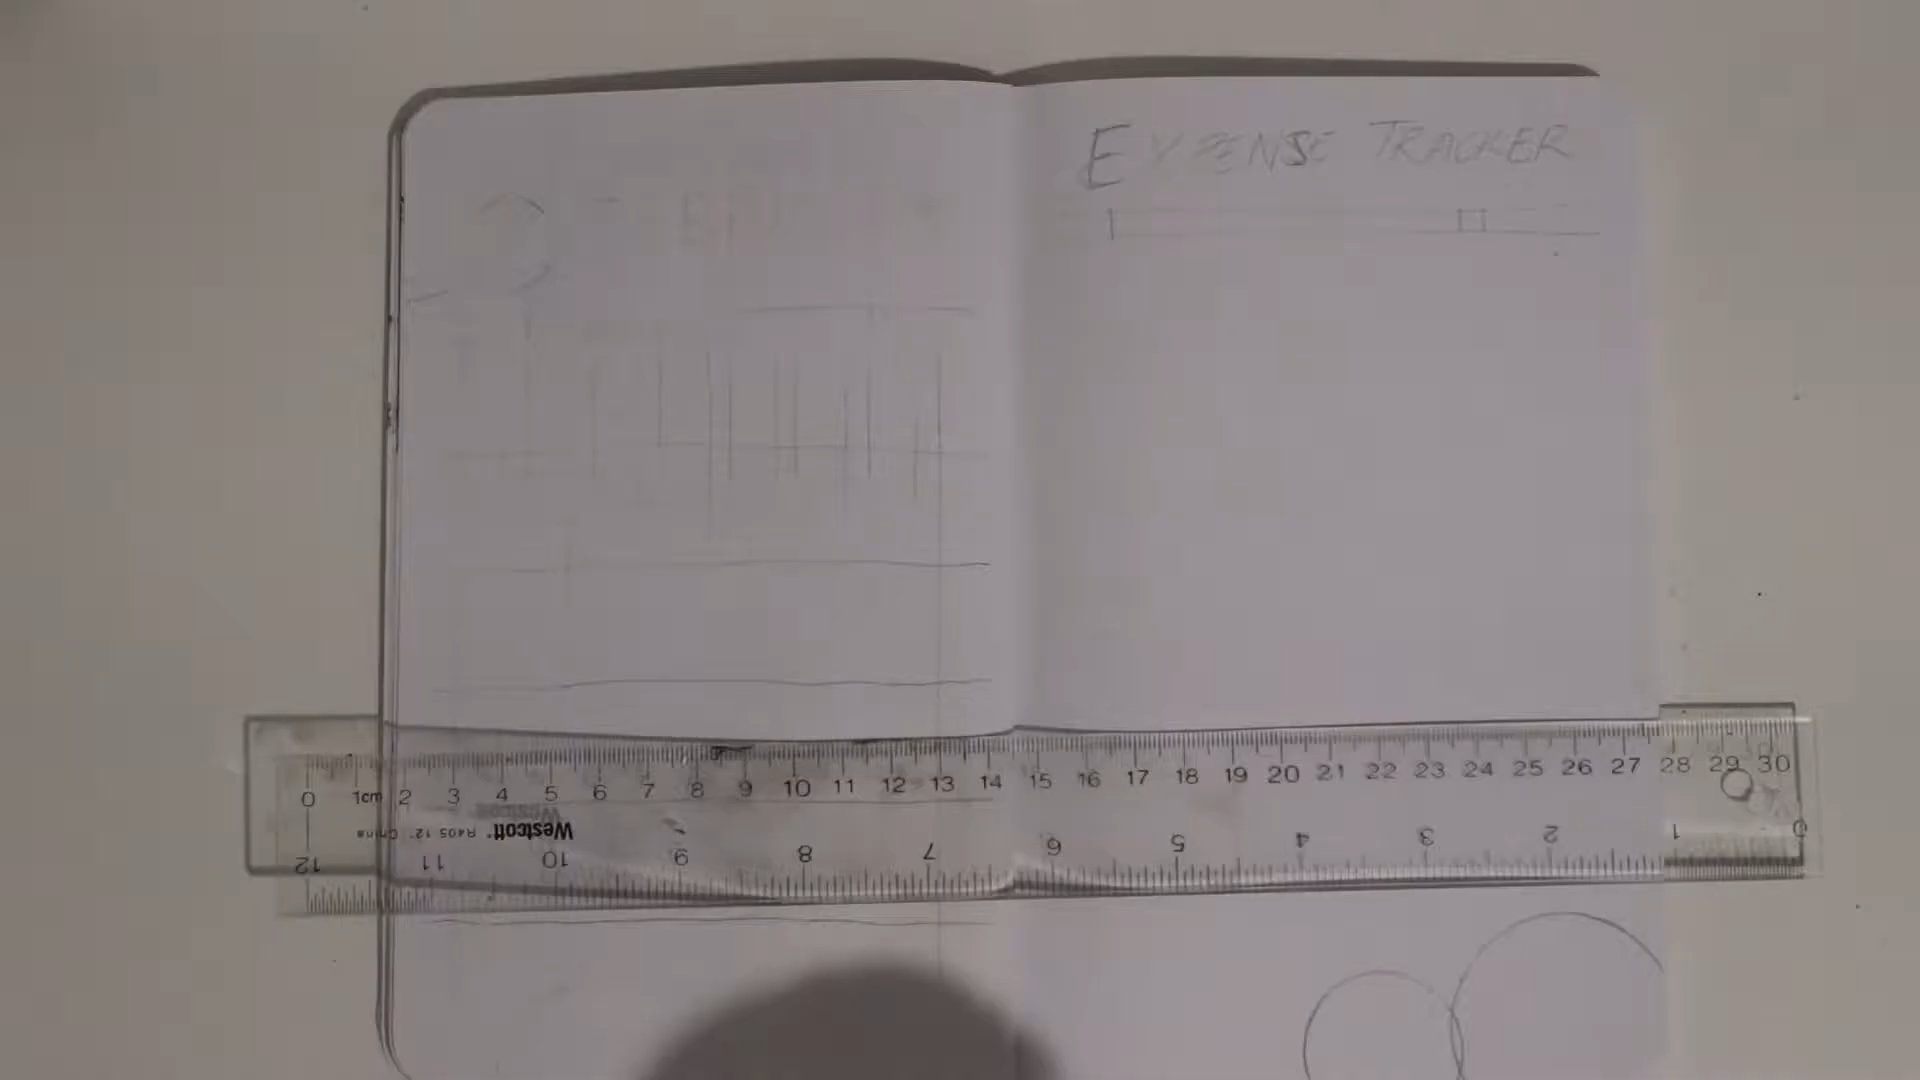 EXPENSE TRACKER
0 1cm 2 3 4 5 6 7 8 9 10 11 12 13 14 15 16 17 18 19 20 21 22 23 24 25 26 27 28 29 30
Westcott® R405 12" China
12 11 10 9 8 7 6 5 4 3 2 1 0